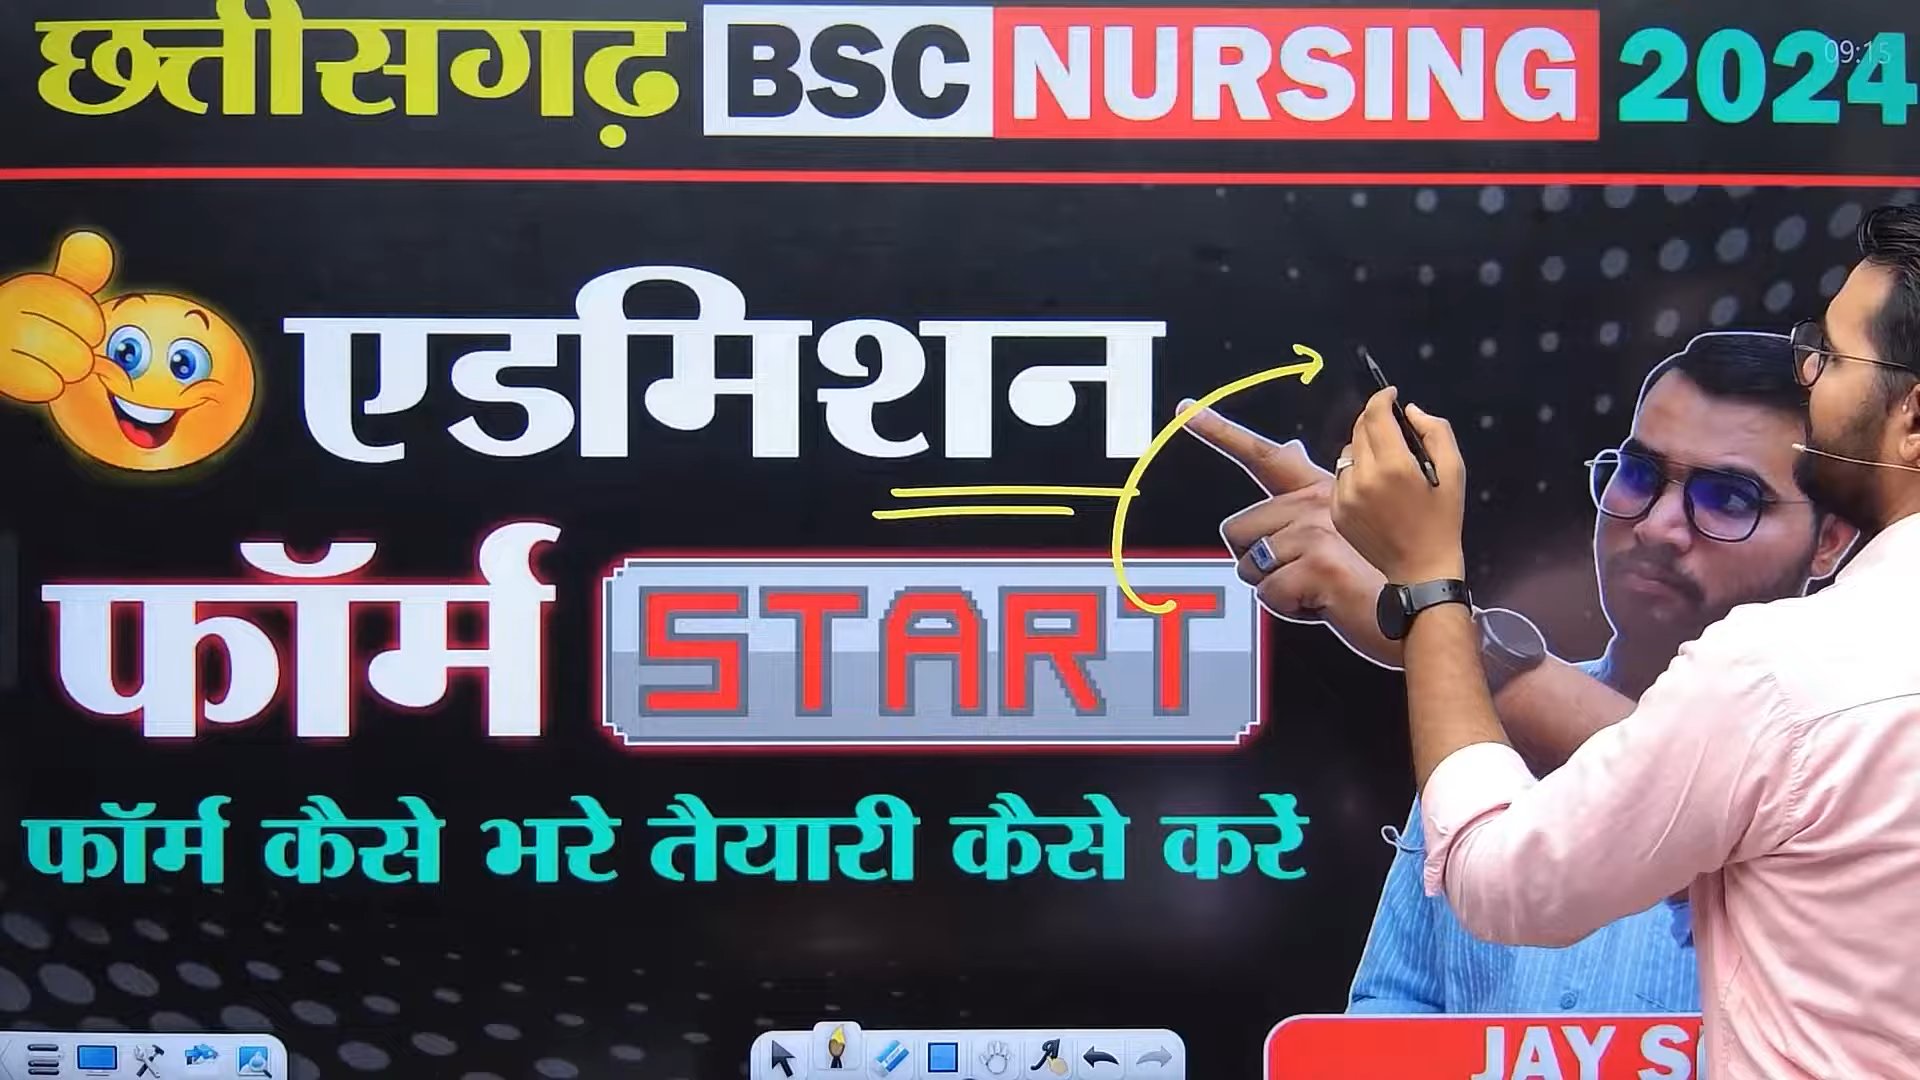 छत्तीसगढ़ BSC NURSING 2024
09:15
एडमिशन
फॉर्म START
फॉर्म कैसे भरे तैयारी कैसे करें
JAY